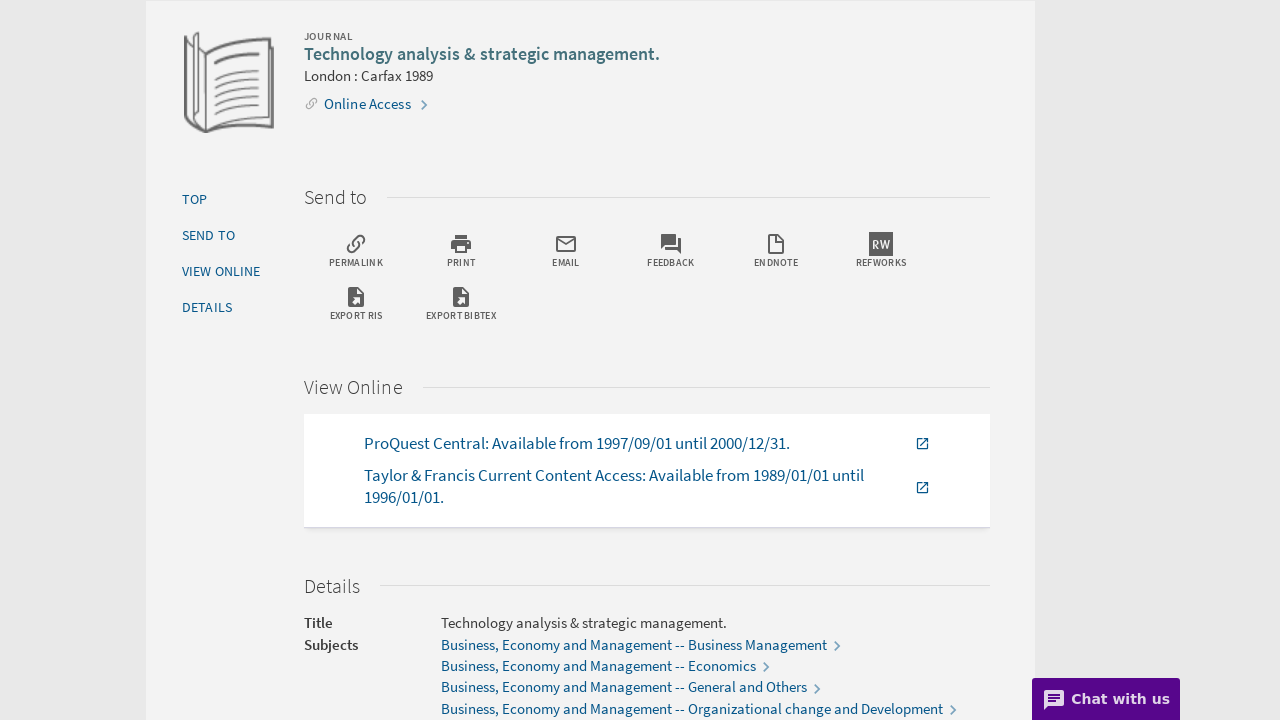 JOURNAL
Technology analysis & strategic management.
London : Carfax 1989
Online Access
TOP
SEND TO
VIEW ONLINE
DETAILS
Send to
PERMALINK
PRINT
EMAIL
FEEDBACK
ENDNOTE
RW
REFWORKS
EXPORT RIS
EXPORT BIBTEX
View Online
ProQuest Central: Available from 1997/09/01 until 2000/12/31.
Taylor & Francis Current Content Access: Available from 1989/01/01 until
1996/01/01.
Details
Title Technology analysis & strategic management.
Subjects Business, Economy and Management -- Business Management
Business, Economy and Management -- Economics
Business, Economy and Management -- General and Others
Business, Economy and Management -- Organizational change and Development
Chat with us